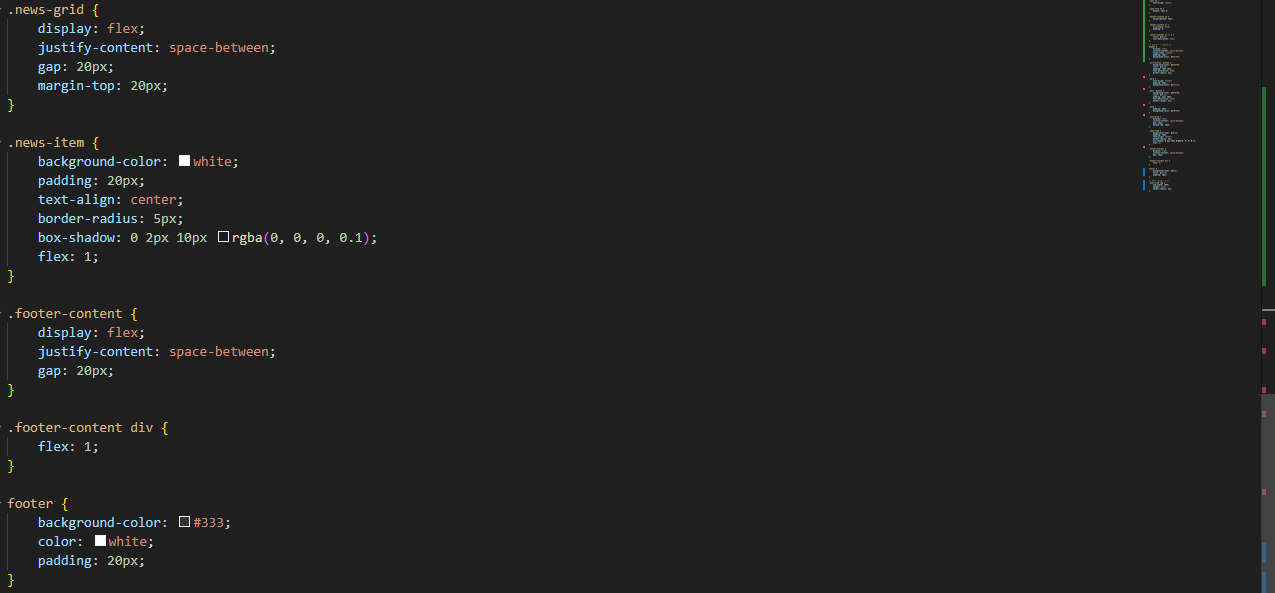 .news-grid {
    display: flex;
    justify-content: space-between;
    gap: 20px;
    margin-top: 20px;
}

.news-item {
    background-color: white;
    padding: 20px;
    text-align: center;
    border-radius: 5px;
    box-shadow: 0 2px 10px rgba(0, 0, 0, 0.1);
    flex: 1;
}

.footer-content {
    display: flex;
    justify-content: space-between;
    gap: 20px;
}

.footer-content div {
    flex: 1;
}

footer {
    background-color: #333;
    color: white;
    padding: 20px;
}